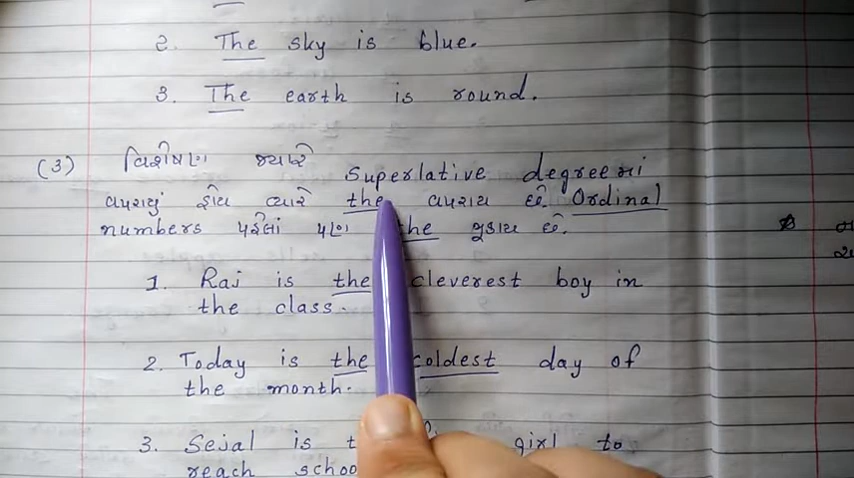 2. The sky is blue.
3. The earth is round.
(3) વિશેષણ જ્યારે superlative degree માં
વપરાયું હોય ત્યારે the વપરાય છે. Ordinal
numbers પહેલાં પણ the મુકાય છે.
1. Raj is the cleverest boy in
the class.
2. Today is the coldest day of
the month.
3. Sejal is girl to
reach